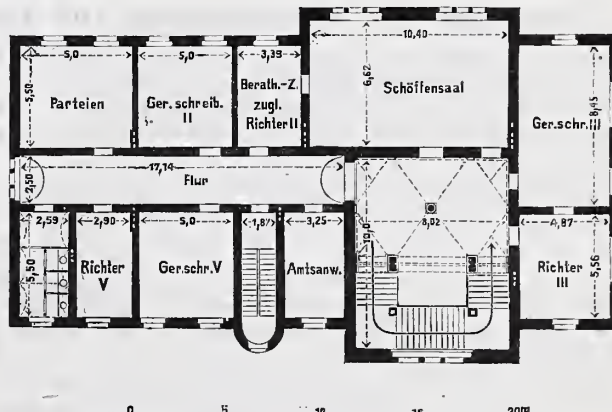 5,0
5,0
3,39
10,40
5,50
6,62
8,45
Parteien
Ger. schreib.
II
Berath.-Z.
zugl.
Richter II
Schöffensaal
Ger.schr.III
17,14
2,50
Flur
10,0
8,02
2,59
2,90
5,0
1,87
3,25
4,87
5,50
5,56
Richter
V
Ger.schr.V
Amtsanw.
Richter
III
0 5 10 15 20m